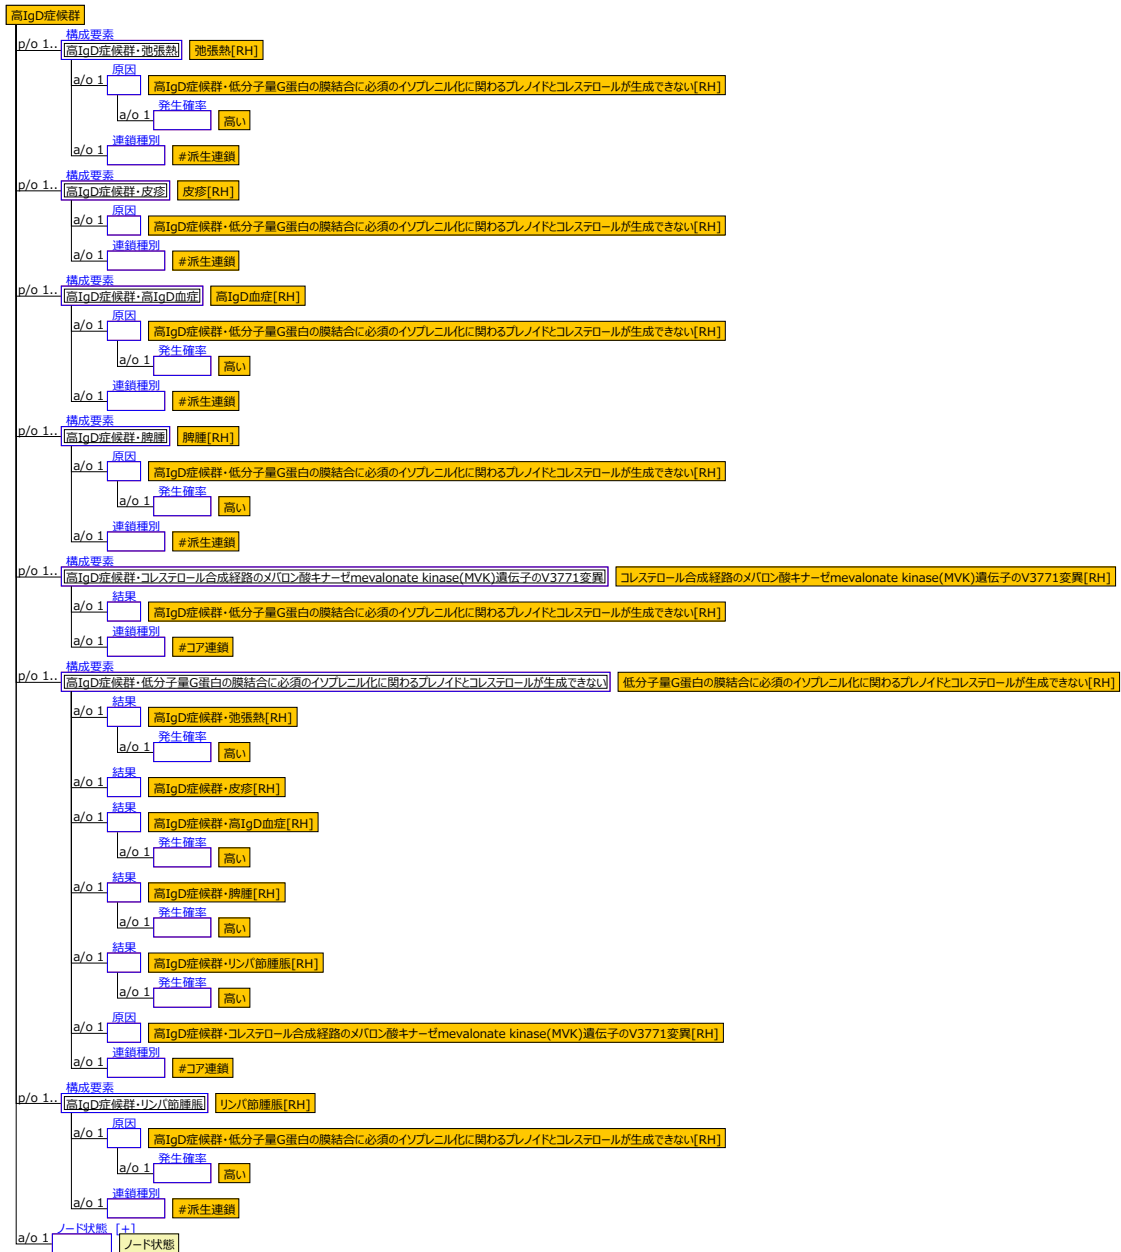 高IgD症候群
構成要素
p/o 1.. 高IgD症候群・弛張熱 弛張熱[RH]
原因
a/o 1 高IgD症候群・低分子量G蛋白の膜結合に必須のイソプレニル化に関わるプレノイドとコレステロールが生成できない[RH]
発生確率
a/o 1 高い
連鎖種別
a/o 1 #派生連鎖
構成要素
p/o 1.. 高IgD症候群・皮疹 皮疹[RH]
原因
a/o 1 高IgD症候群・低分子量G蛋白の膜結合に必須のイソプレニル化に関わるプレノイドとコレステロールが生成できない[RH]
連鎖種別
a/o 1 #派生連鎖
構成要素
p/o 1.. 高IgD症候群・高IgD血症 高IgD血症[RH]
原因
a/o 1 高IgD症候群・低分子量G蛋白の膜結合に必須のイソプレニル化に関わるプレノイドとコレステロールが生成できない[RH]
発生確率
a/o 1 高い
連鎖種別
a/o 1 #派生連鎖
構成要素
p/o 1.. 高IgD症候群・脾腫 脾腫[RH]
原因
a/o 1 高IgD症候群・低分子量G蛋白の膜結合に必須のイソプレニル化に関わるプレノイドとコレステロールが生成できない[RH]
発生確率
a/o 1 高い
連鎖種別
a/o 1 #派生連鎖
構成要素
p/o 1.. 高IgD症候群・コレステロール合成経路のメバロン酸キナーゼmevalonate kinase(MVK)遺伝子のV3771変異 コレステロール合成経路のメバロン酸キナーゼmevalonate kinase(MVK)遺伝子のV3771変異[RH]
結果
a/o 1 高IgD症候群・低分子量G蛋白の膜結合に必須のイソプレニル化に関わるプレノイドとコレステロールが生成できない[RH]
連鎖種別
a/o 1 #コア連鎖
構成要素
p/o 1.. 高IgD症候群・低分子量G蛋白の膜結合に必須のイソプレニル化に関わるプレノイドとコレステロールが生成できない 低分子量G蛋白の膜結合に必須のイソプレニル化に関わるプレノイドとコレステロールが生成できない[RH]
結果
a/o 1 高IgD症候群・弛張熱[RH]
発生確率
a/o 1 高い
結果
a/o 1 高IgD症候群・皮疹[RH]
結果
a/o 1 高IgD症候群・高IgD血症[RH]
発生確率
a/o 1 高い
結果
a/o 1 高IgD症候群・脾腫[RH]
発生確率
a/o 1 高い
結果
a/o 1 高IgD症候群・リンパ節腫脹[RH]
発生確率
a/o 1 高い
原因
a/o 1 高IgD症候群・コレステロール合成経路のメバロン酸キナーゼmevalonate kinase(MVK)遺伝子のV3771変異[RH]
連鎖種別
a/o 1 #コア連鎖
構成要素
p/o 1.. 高IgD症候群・リンパ節腫脹 リンパ節腫脹[RH]
原因
a/o 1 高IgD症候群・低分子量G蛋白の膜結合に必須のイソプレニル化に関わるプレノイドとコレステロールが生成できない[RH]
発生確率
a/o 1 高い
連鎖種別
a/o 1 #派生連鎖
ノード状態 [+]
a/o 1 ノード状態